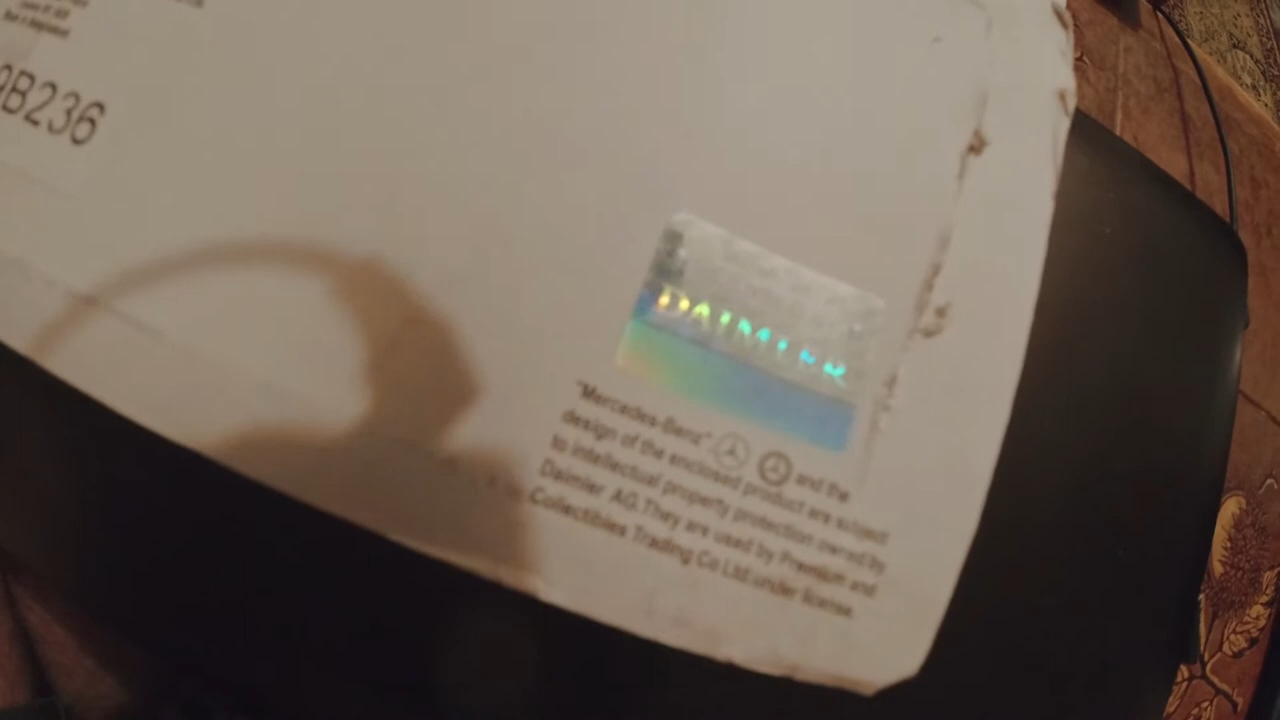 9B236
DAIMLER
"Mercedes-Benz", and the
design of the enclosed product are subject
to intellectual property protection owned by
Daimler AG. They are used by Premium and
Collectibles Trading Co Ltd under license.